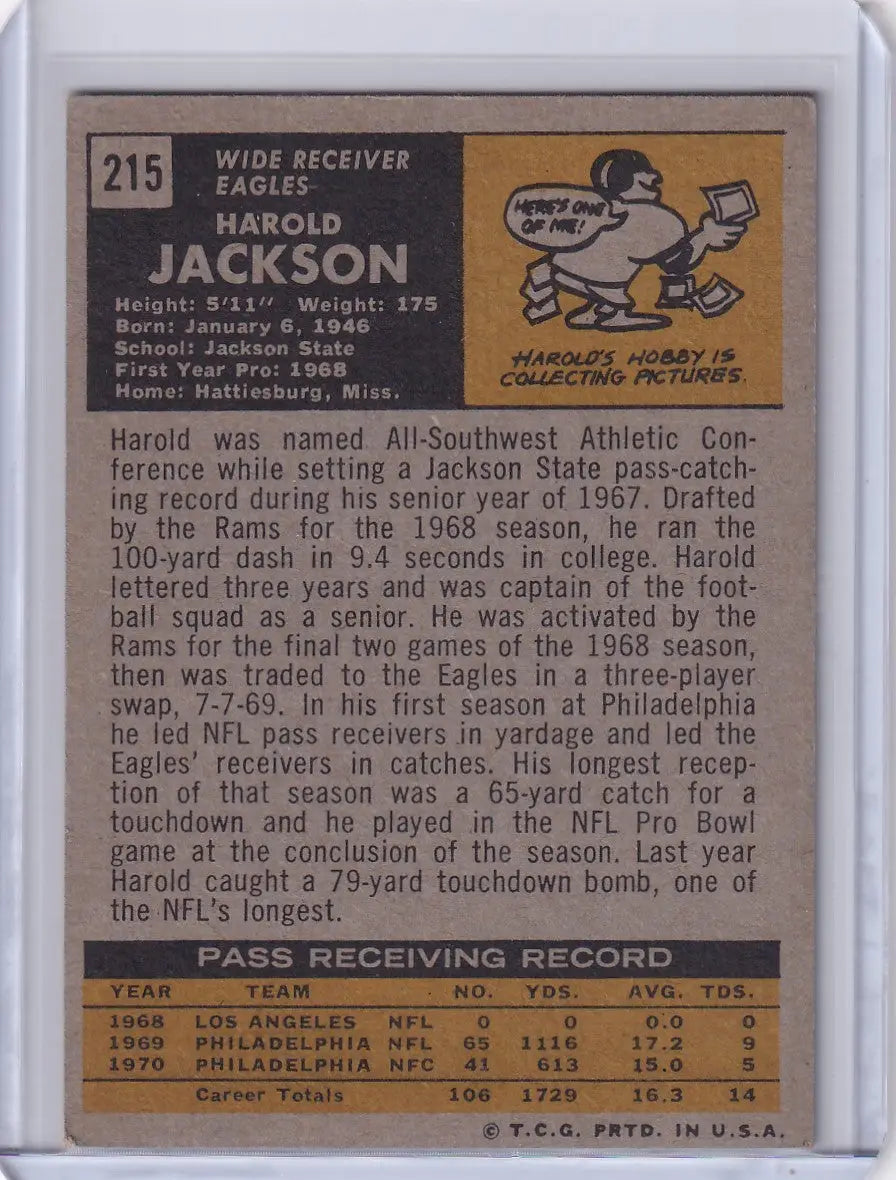 215
WIDE RECEIVER
EAGLES
HAROLD
JACKSON
Height: 5'11" Weight: 175
Born: January 6, 1946
School: Jackson State
First Year Pro: 1968
Home: Hattiesburg, Miss.
HERE'S ONE
OF ME!
HAROLD'S HOBBY IS
COLLECTING PICTURES.
Harold was named All-Southwest Athletic Con-
ference while setting a Jackson State pass-catch-
ing record during his senior year of 1967. Drafted
by the Rams for the 1968 season, he ran the
100-yard dash in 9.4 seconds in college. Harold
lettered three years and was captain of the foot-
ball squad as a senior. He was activated by the
Rams for the final two games of the 1968 season,
then was traded to the Eagles in a three-player
swap, 7-7-69. In his first season at Philadelphia
he led NFL pass receivers in yardage and led the
Eagles' receivers in catches. His longest recep-
tion of that season was a 65-yard catch for a
touchdown and he played in the NFL Pro Bowl
game at the conclusion of the season. Last year
Harold caught a 79-yard touchdown bomb, one of
the NFL's longest.
PASS RECEIVING RECORD
YEAR TEAM NO. YDS. AVG. TDS.
1968 LOS ANGELES NFL 0 0 0.0 0
1969 PHILADELPHIA NFL 65 1116 17.2 9
1970 PHILADELPHIA NFC 41 613 15.0 5
Career Totals 106 1729 16.3 14
© T.C.G. PRTD. IN U.S.A.